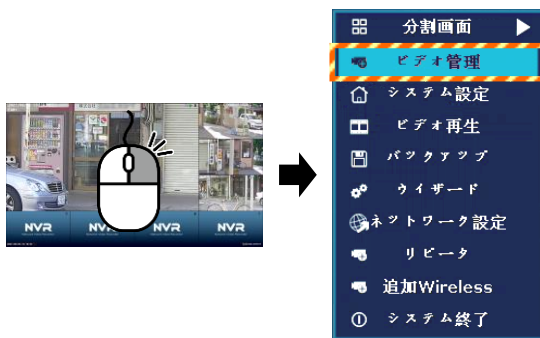 NVR
NVR
NVR
NVR
分割画面
ビデオ管理
システム設定
ビデオ再生
バックアップ
ウイザード
ネットワーク設定
リピータ
追加Wireless
システム終了